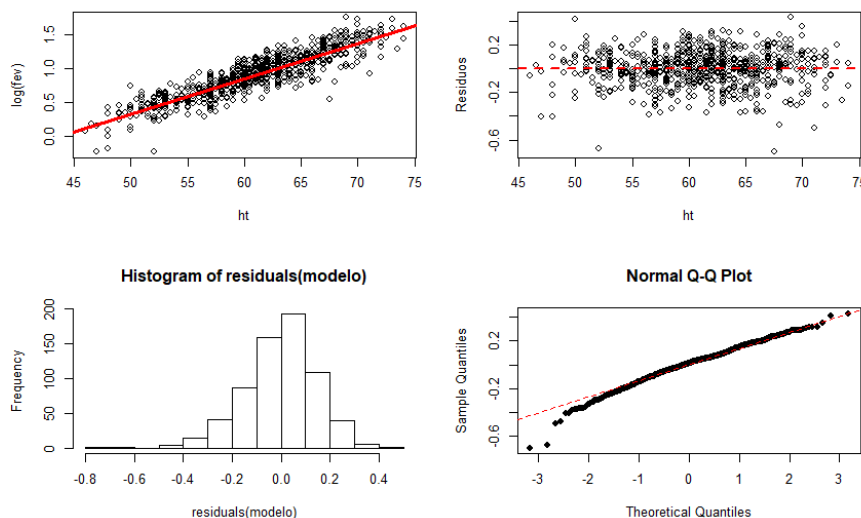 log(fev)
0.0 0.5 1.0 1.5
45 50 55 60 65 70 75
ht
Residuos
-0.6 -0.2 0.2
45 50 55 60 65 70 75
ht
Histogram of residuals(modelo)
Frequency
0 50 100 150 200
-0.8 -0.6 -0.4 -0.2 0.0 0.2 0.4
residuals(modelo)
Normal Q-Q Plot
Sample Quantiles
-0.6 -0.2 0.2
-3 -2 -1 0 1 2 3
Theoretical Quantiles